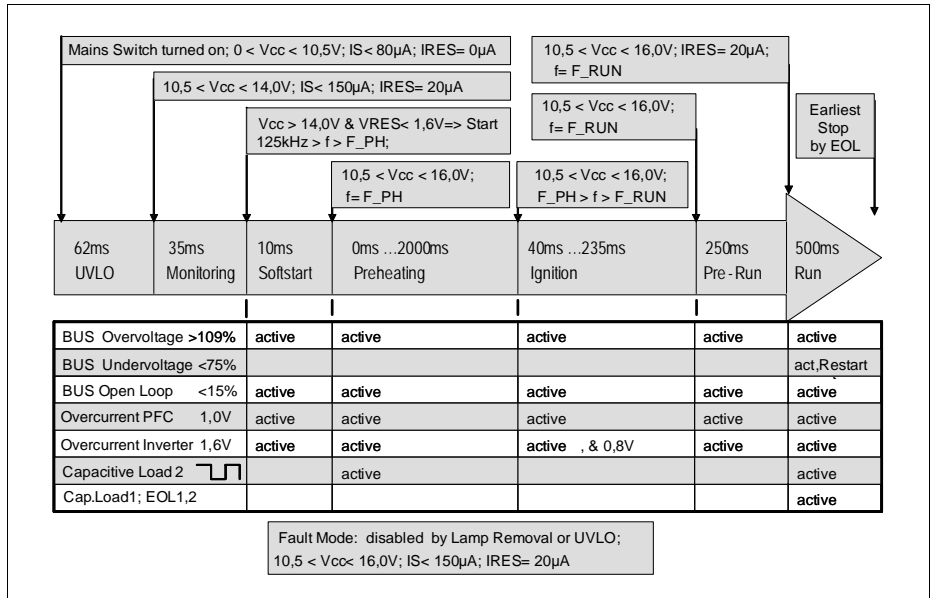 Mains Switch turned on; 0 < Vcc < 10,5V; IS< 80µA; IRES= 0µA
10,5 < Vcc < 14,0V; IS< 150µA; IRES= 20µA
Vcc > 14,0V & VRES< 1,6V=> Start
125kHz > f > F_PH;
10,5 < Vcc < 16,0V;
f= F_PH
10,5 < Vcc < 16,0V; IRES= 20µA;
f= F_RUN
10,5 < Vcc < 16,0V;
f= F_RUN
10,5 < Vcc < 16,0V;
F_PH > f > F_RUN
Earliest
Stop
by EOL
62ms
UVLO
35ms
Monitoring
10ms
Softstart
0ms ...2000ms
Preheating
40ms ...235ms
Ignition
250ms
Pre-Run
500ms
Run
BUS Overvoltage >109% active active active active active
BUS Undervoltage <75% act,Restart
BUS Open Loop <15% active active active active active
Overcurrent PFC 1,0V active active active active active
Overcurrent Inverter 1,6V active active active , & 0,8V active active
Capacitive Load 2 active active
Cap.Load1; EOL1,2 active
Fault Mode: disabled by Lamp Removal or UVLO;
10,5 < Vcc< 16,0V; IS< 150µA; IRES= 20µA